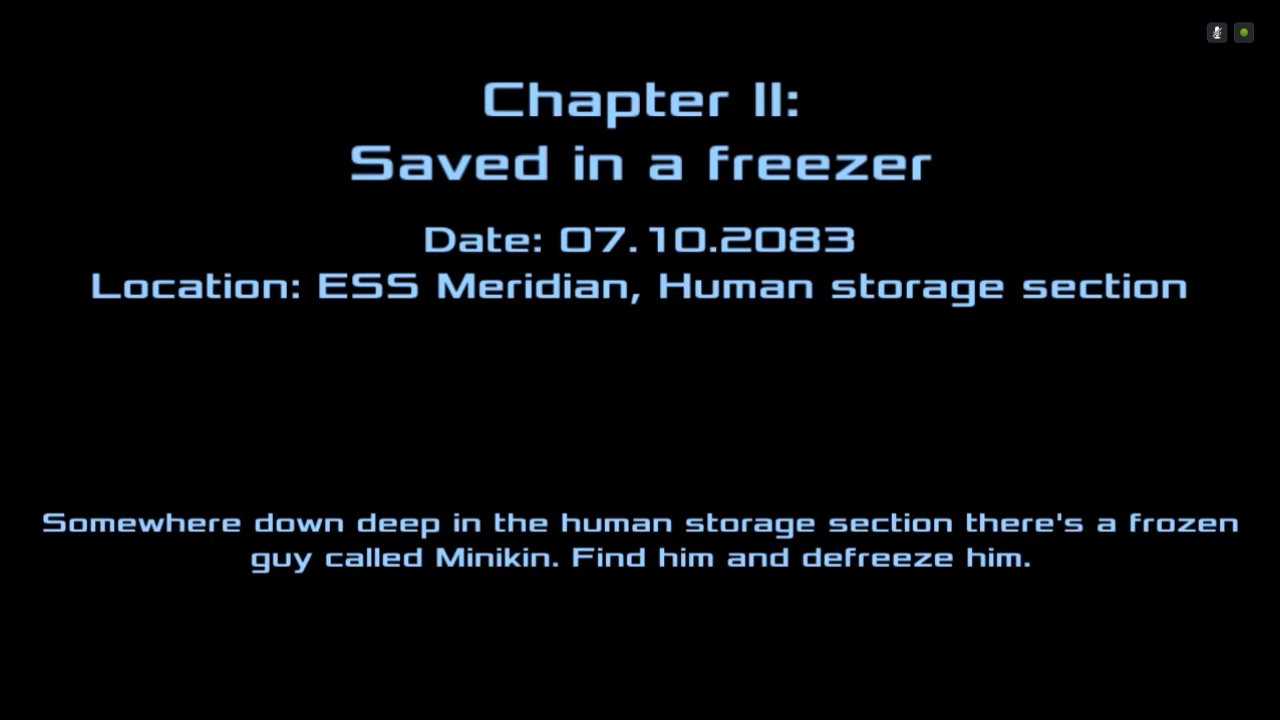 Chapter II:
Saved in a freezer
Date: 07.10.2083
Location: ESS Meridian, Human storage section
Somewhere down deep in the human storage section there's a frozen
guy called Minikin. Find him and defreeze him.